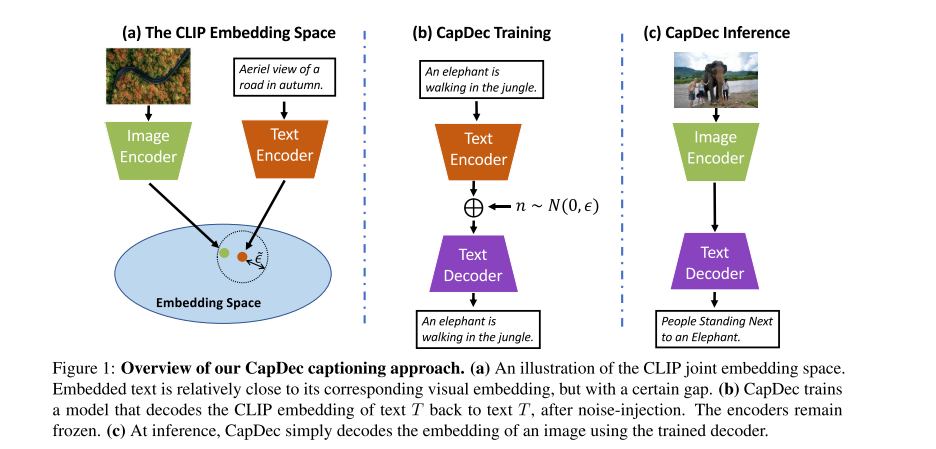 (a) The CLIP Embedding Space
Aeriel view of a
road in autumn.
Image
Encoder
Text
Encoder
ε̃
Embedding Space
(b) CapDec Training
An elephant is
walking in the jungle.
Text
Encoder
n ~ N(0, ϵ)
Text
Decoder
An elephant is
walking in the jungle.
(c) CapDec Inference
Image
Encoder
Text
Decoder
People Standing Next
to an Elephant.
Figure 1: Overview of our CapDec captioning approach. (a) An illustration of the CLIP joint embedding space.
Embedded text is relatively close to its corresponding visual embedding, but with a certain gap. (b) CapDec trains
a model that decodes the CLIP embedding of text T back to text T, after noise-injection. The encoders remain
frozen. (c) At inference, CapDec simply decodes the embedding of an image using the trained decoder.